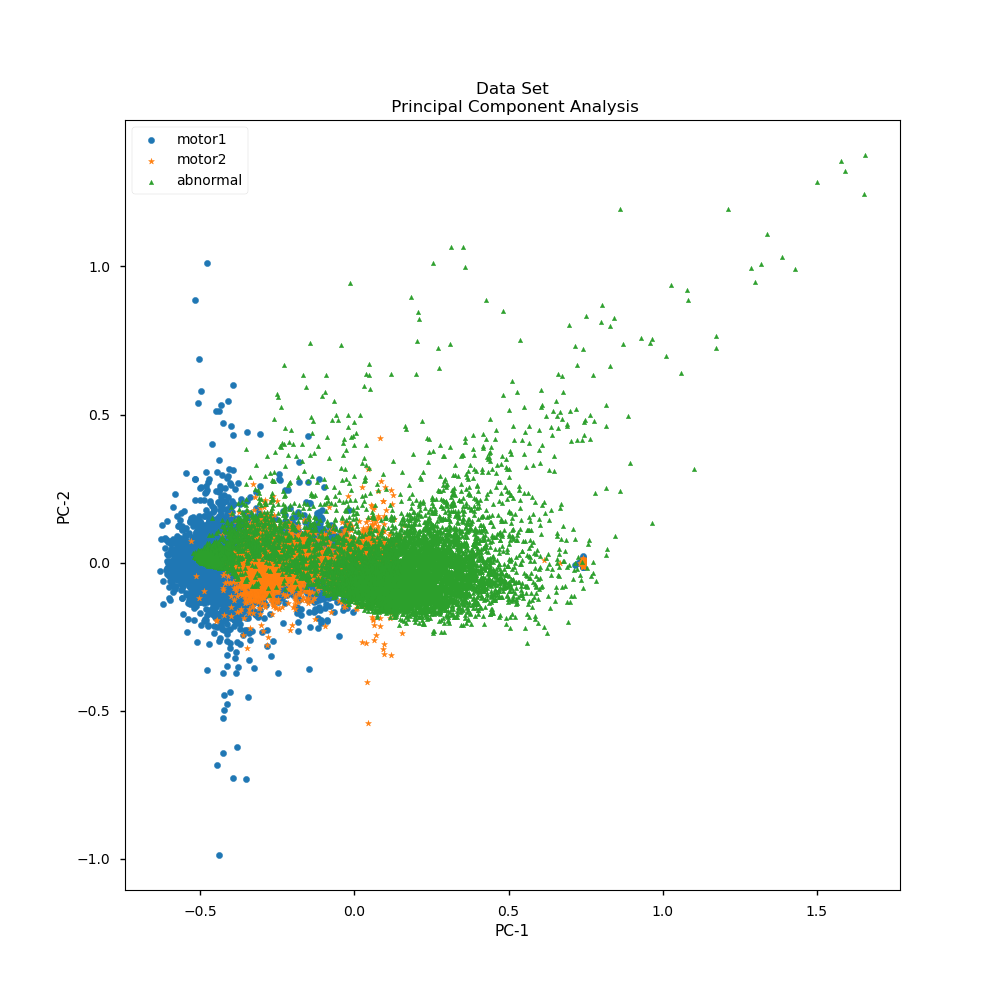 Data Set
Principal Component Analysis
motor1
motor2
abnormal
1.0
0.5
0.0
−0.5
−1.0
PC-2
−0.5
0.0
0.5
1.0
1.5
PC-1